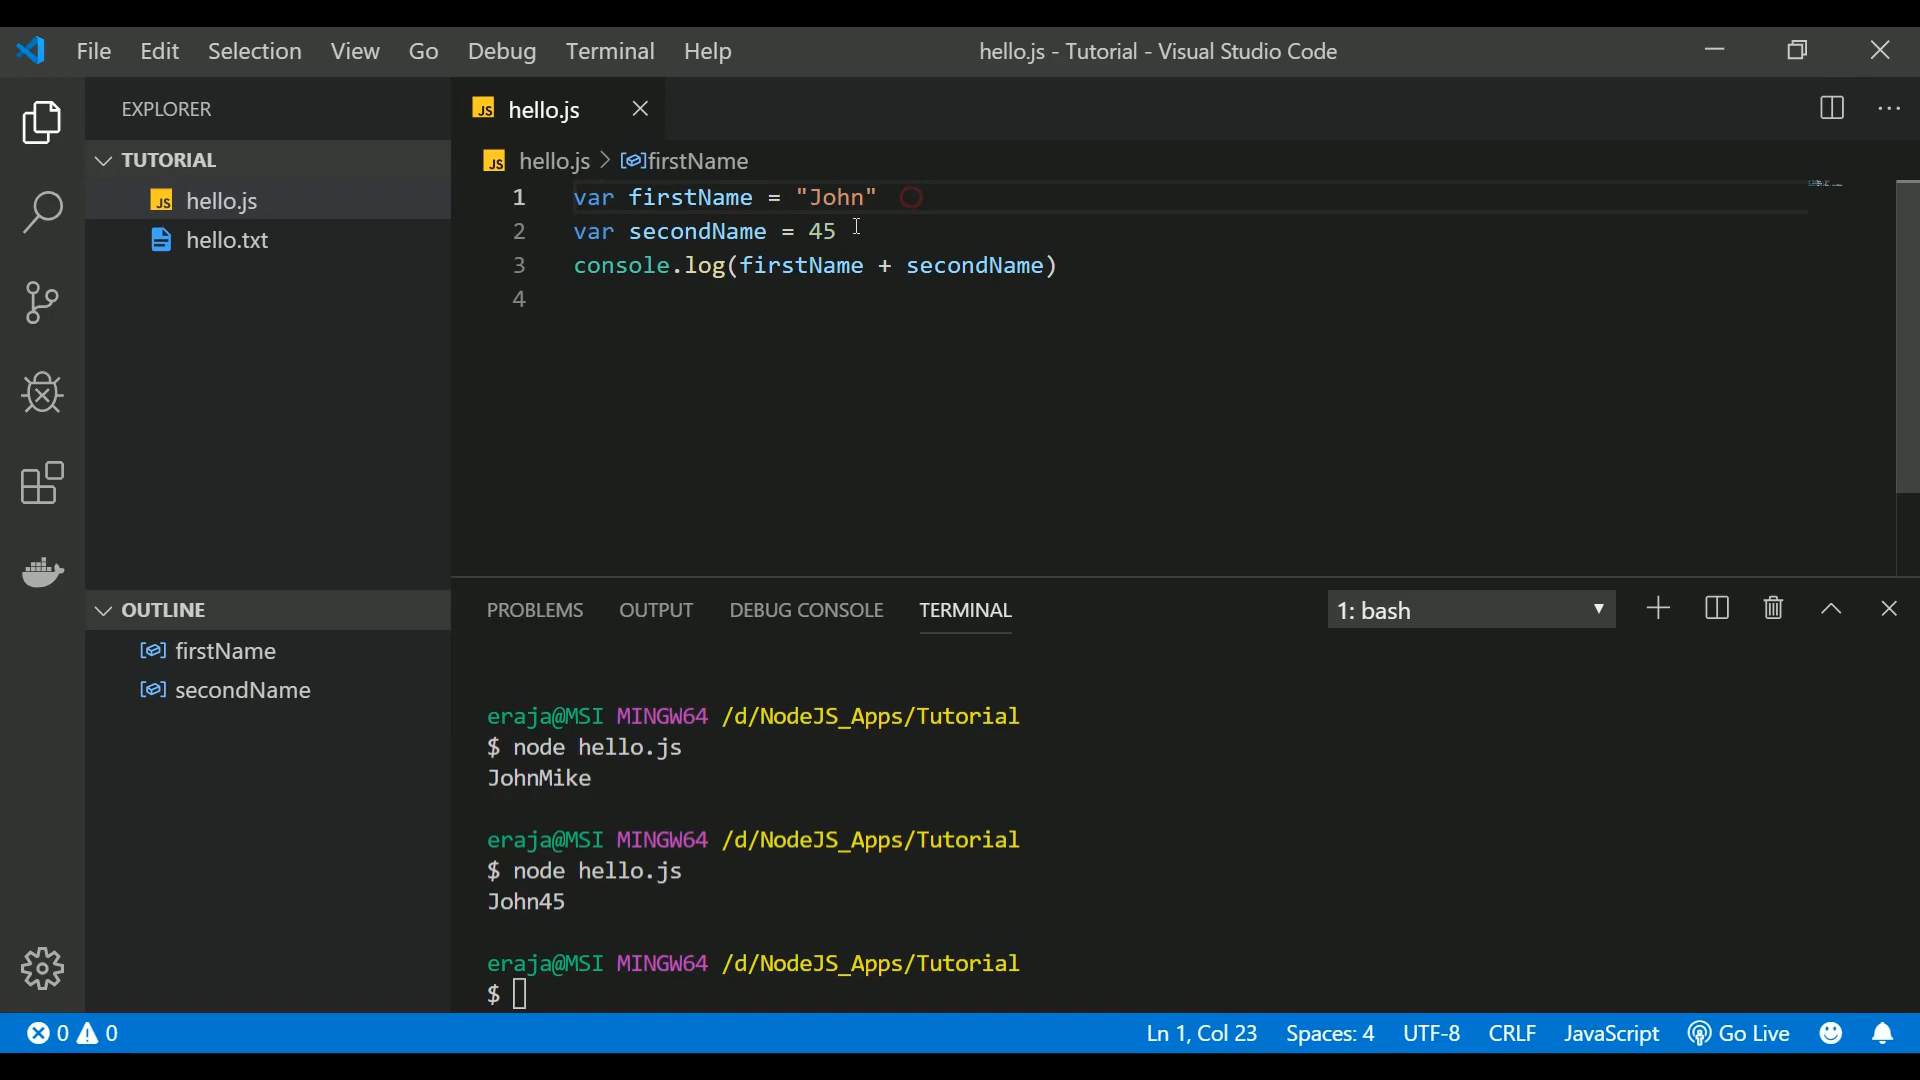 File Edit Selection View Go Debug Terminal Help
hello.js - Tutorial - Visual Studio Code
EXPLORER
TUTORIAL
JS hello.js
hello.txt
OUTLINE
firstName
secondName
JS hello.js
JS hello.js > firstName
1 var firstName = "John"
2 var secondName = 45
3 console.log(firstName + secondName)
4
PROBLEMS OUTPUT DEBUG CONSOLE TERMINAL
1: bash
eraja@MSI MINGW64 /d/NodeJS_Apps/Tutorial
$ node hello.js
JohnMike
eraja@MSI MINGW64 /d/NodeJS_Apps/Tutorial
$ node hello.js
John45
eraja@MSI MINGW64 /d/NodeJS_Apps/Tutorial
$
0 0
Ln 1, Col 23 Spaces: 4 UTF-8 CRLF JavaScript Go Live